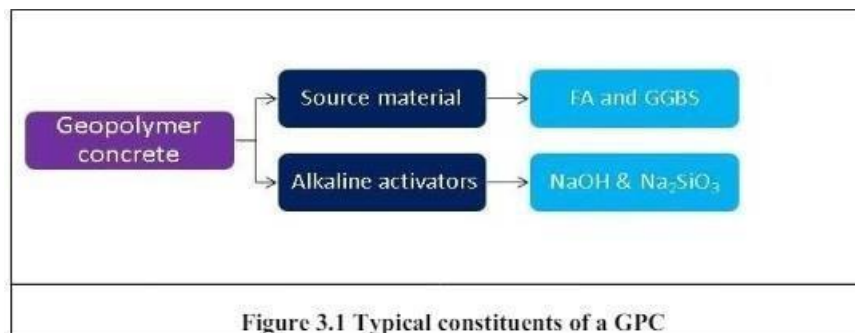 Geopolymer
concrete
Source material
FA and GGBS
Alkaline activators
NaOH & Na₂SiO₃
Figure 3.1 Typical constituents of a GPC